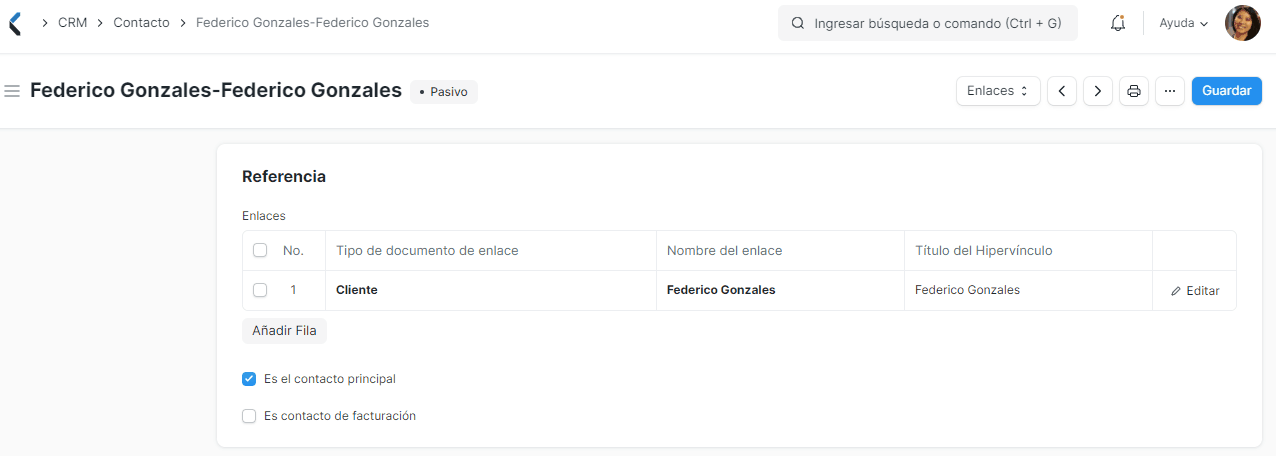 CRM > Contacto > Federico Gonzales-Federico Gonzales
Ingresar búsqueda o comando (Ctrl + G)
Ayuda
Federico Gonzales-Federico Gonzales
• Pasivo
Enlaces
...
Guardar
Referencia
Enlaces
No. Tipo de documento de enlace Nombre del enlace Título del Hipervínculo
1 Cliente Federico Gonzales Federico Gonzales Editar
Añadir Fila
Es el contacto principal
Es contacto de facturación